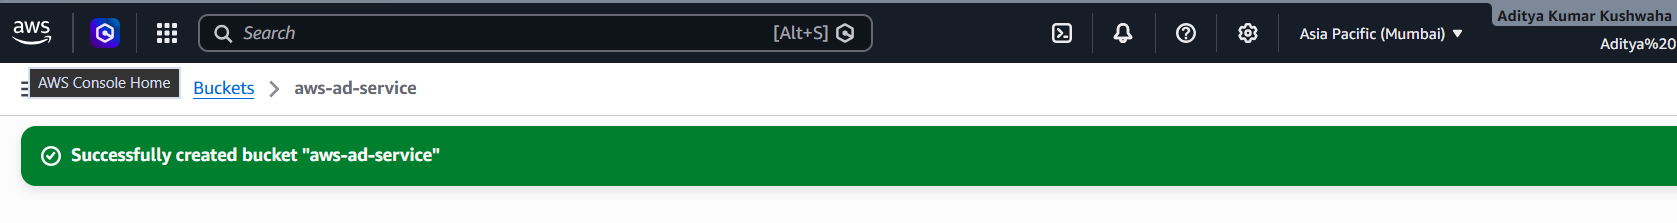 aws
Search [Alt+S]
Asia Pacific (Mumbai)
Aditya Kumar Kushwaha
Aditya%20
AWS Console Home
Buckets > aws-ad-service
Successfully created bucket "aws-ad-service"